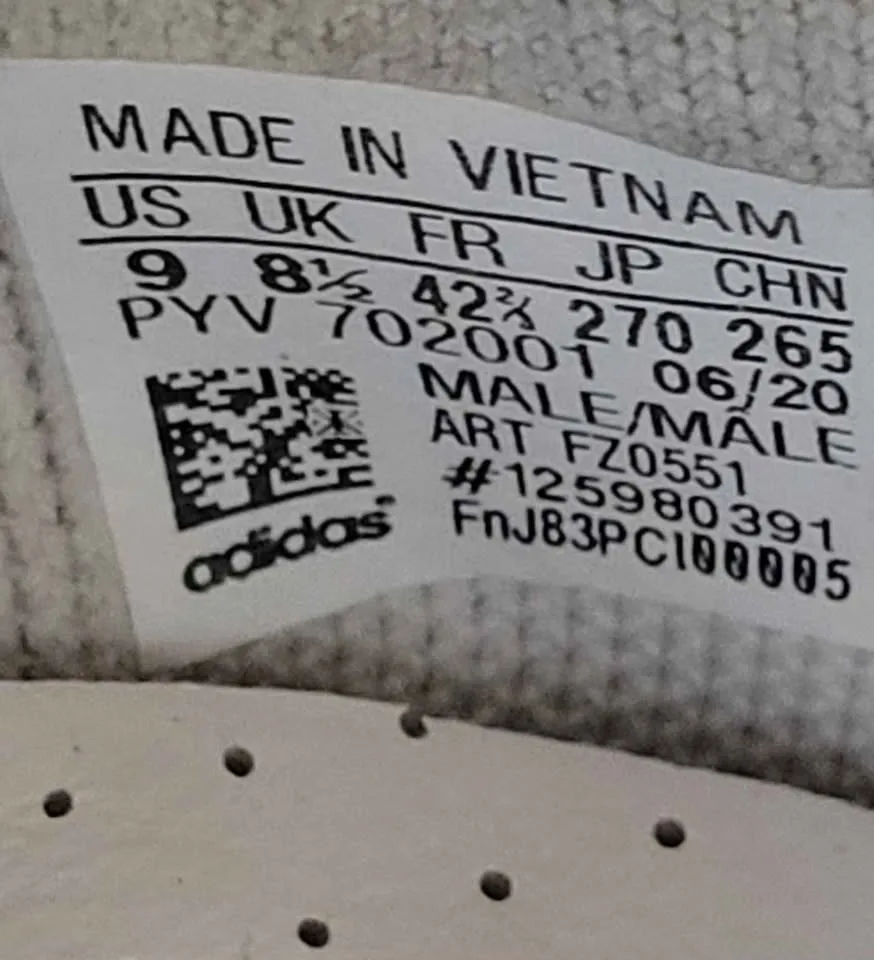 MADE IN VIETNAM
US UK FR JP CHN
9 8½ 42⅔ 270 265
PYV 702001 06/20
MALE/MÂLE
ART FZ0551
#125980391
FnJ83PCI00005
adidas